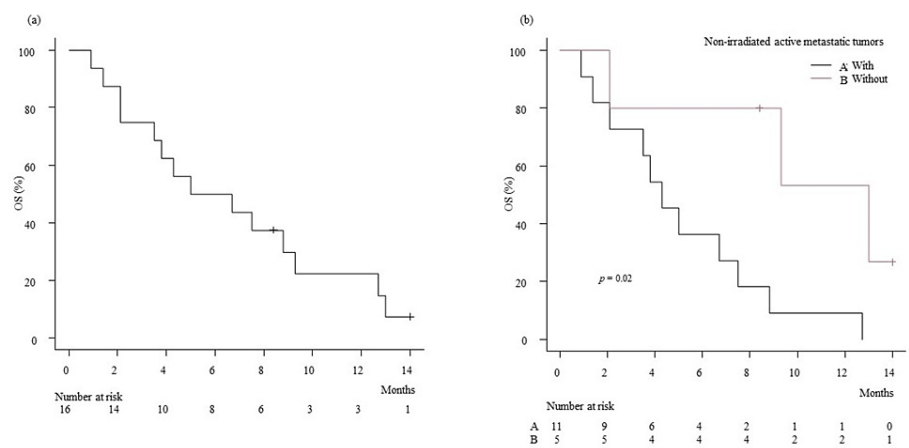 (a)
100
80
60
40
20
0
OS (%)
0 2 4 6 8 10 12 14
Months
Number at risk
16 14 10 8 6 3 3 1
(b)
Non-irradiated active metastatic tumors
A With
B Without
100
80
60
40
20
0
OS (%)
p = 0.02
0 2 4 6 8 10 12 14
Months
Number at risk
A 11 9 6 4 2 1 1 0
B 5 5 4 4 4 2 2 1